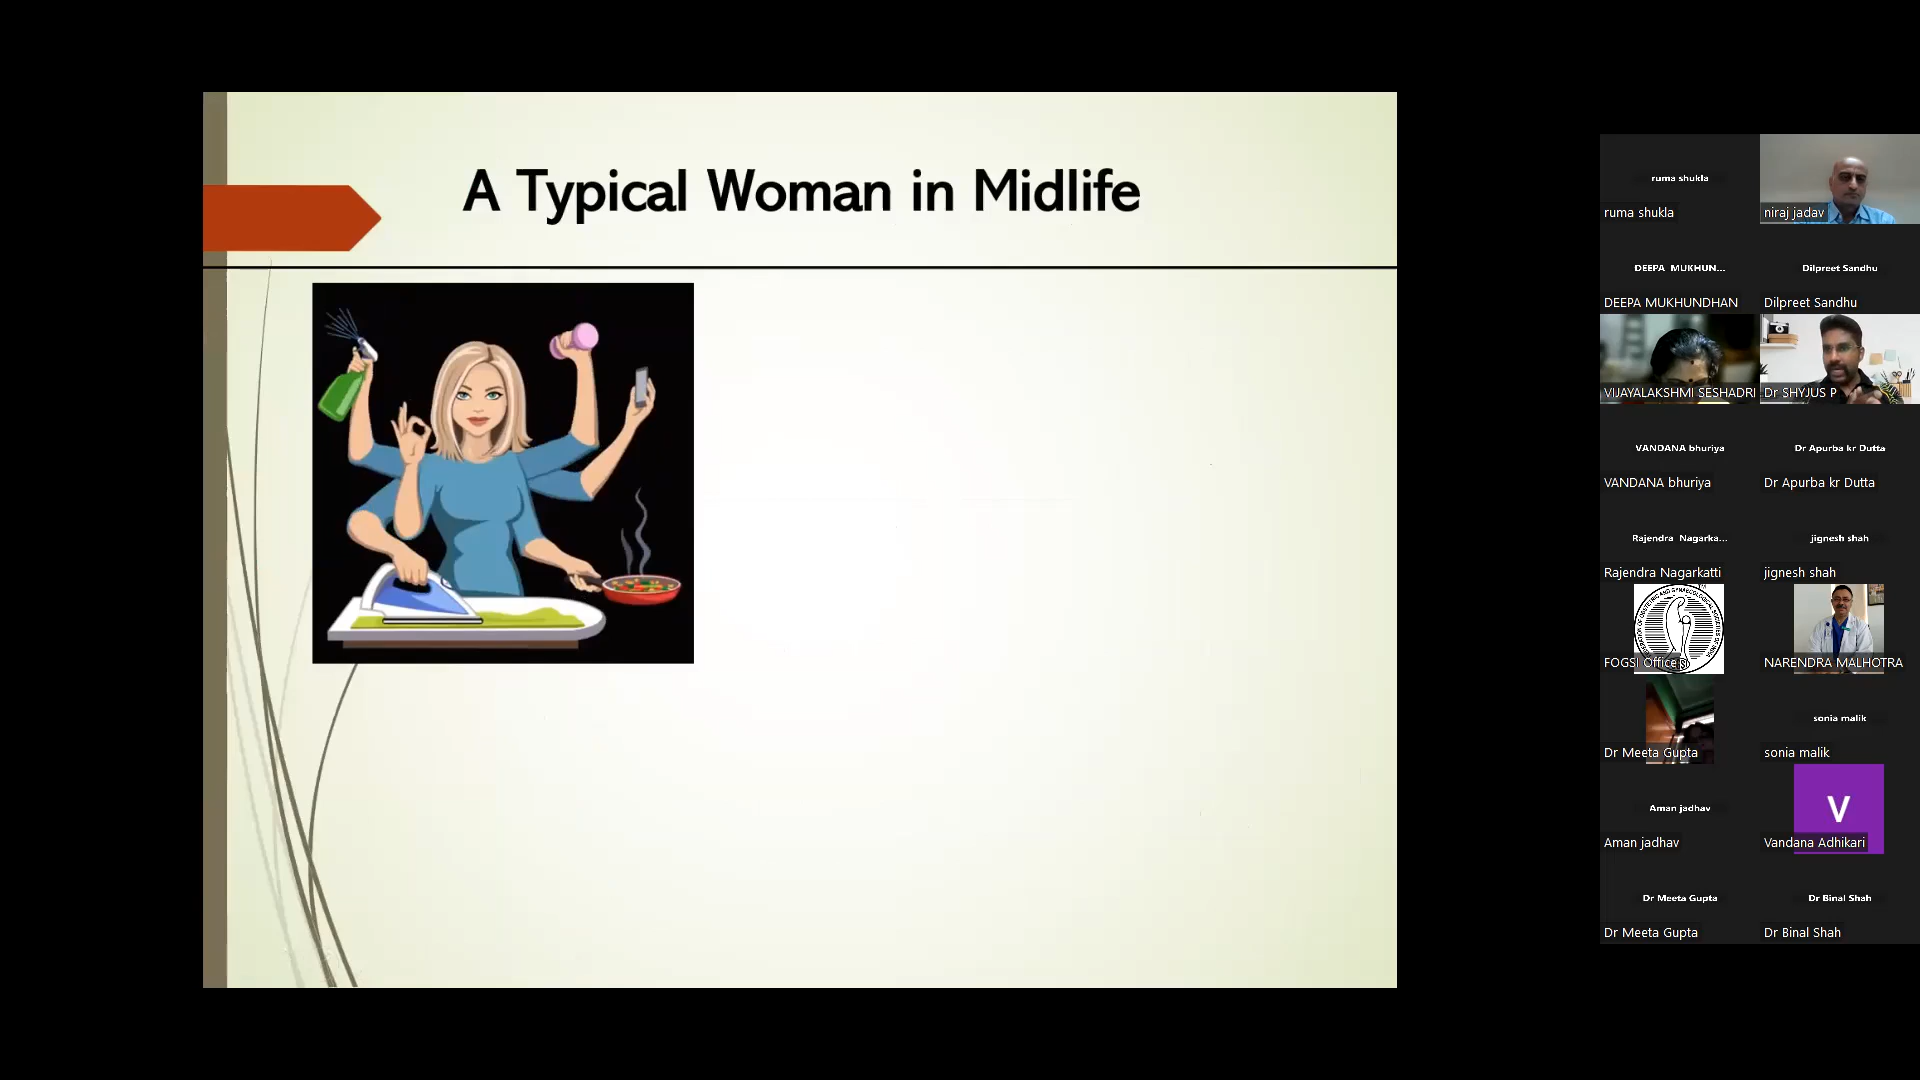 A Typical Woman in Midlife
ruma shukla
ruma shukla
niraj jadav
DEEPA MUKHUN...
DEEPA MUKHUNDHAN
Dilpreet Sandhu
Dilpreet Sandhu
VIJAYALAKSHMI SESHADRI
Dr SHYJUS P
VANDANA bhuriya
VANDANA bhuriya
Dr Apurba kr Dutta
Dr Apurba kr Dutta
Rajendra Nagarka...
Rajendra Nagarkatti
jignesh shah
jignesh shah
FOGSI Office
NARENDRA MALHOTRA
Dr Meeta Gupta
sonia malik
sonia malik
Aman jadhav
Aman jadhav
V
Vandana Adhikari
Dr Meeta Gupta
Dr Meeta Gupta
Dr Binal Shah
Dr Binal Shah